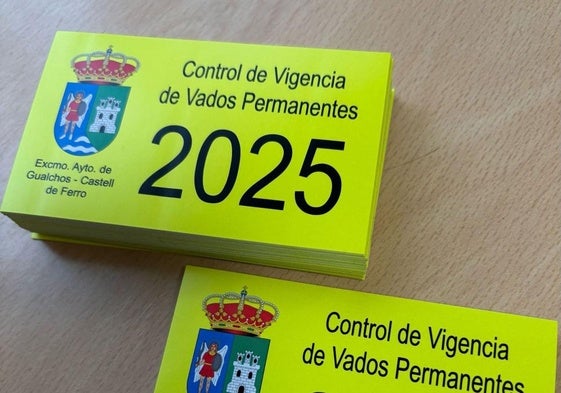 Control de Vigencia
de Vados Permanentes
2025
Excmo. Ayto. de
Gualchos - Castell
de Ferro
Control de Vigencia
de Vados Permanentes